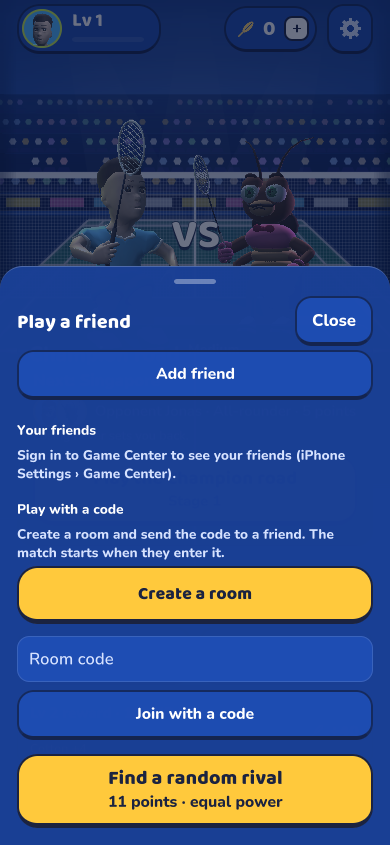 Lv 1
0
+
VS
Play a friend
Close
Add friend
Your friends
Sign in to Game Center to see your friends (iPhone
Settings › Game Center).
Play with a code
Create a room and send the code to a friend. The
match starts when they enter it.
Create a room
Room code
Join with a code
Find a random rival
11 points · equal power